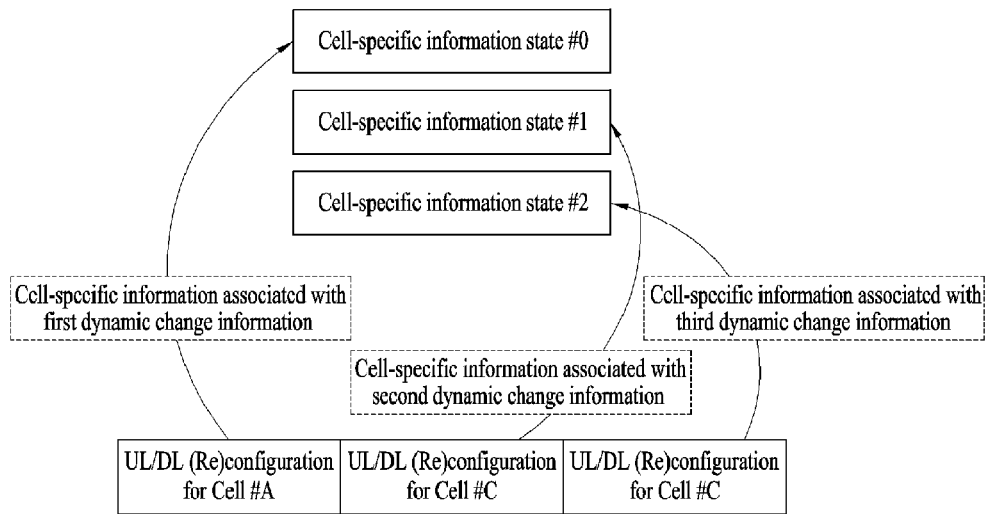 Cell-specific information state #0
Cell-specific information state #1
Cell-specific information state #2
Cell-specific information associated with
first dynamic change information
Cell-specific information associated with
third dynamic change information
Cell-specific information associated with
second dynamic change information
UL/DL (Re)configuration
for Cell #A
UL/DL (Re)configuration
for Cell #C
UL/DL (Re)configuration
for Cell #C